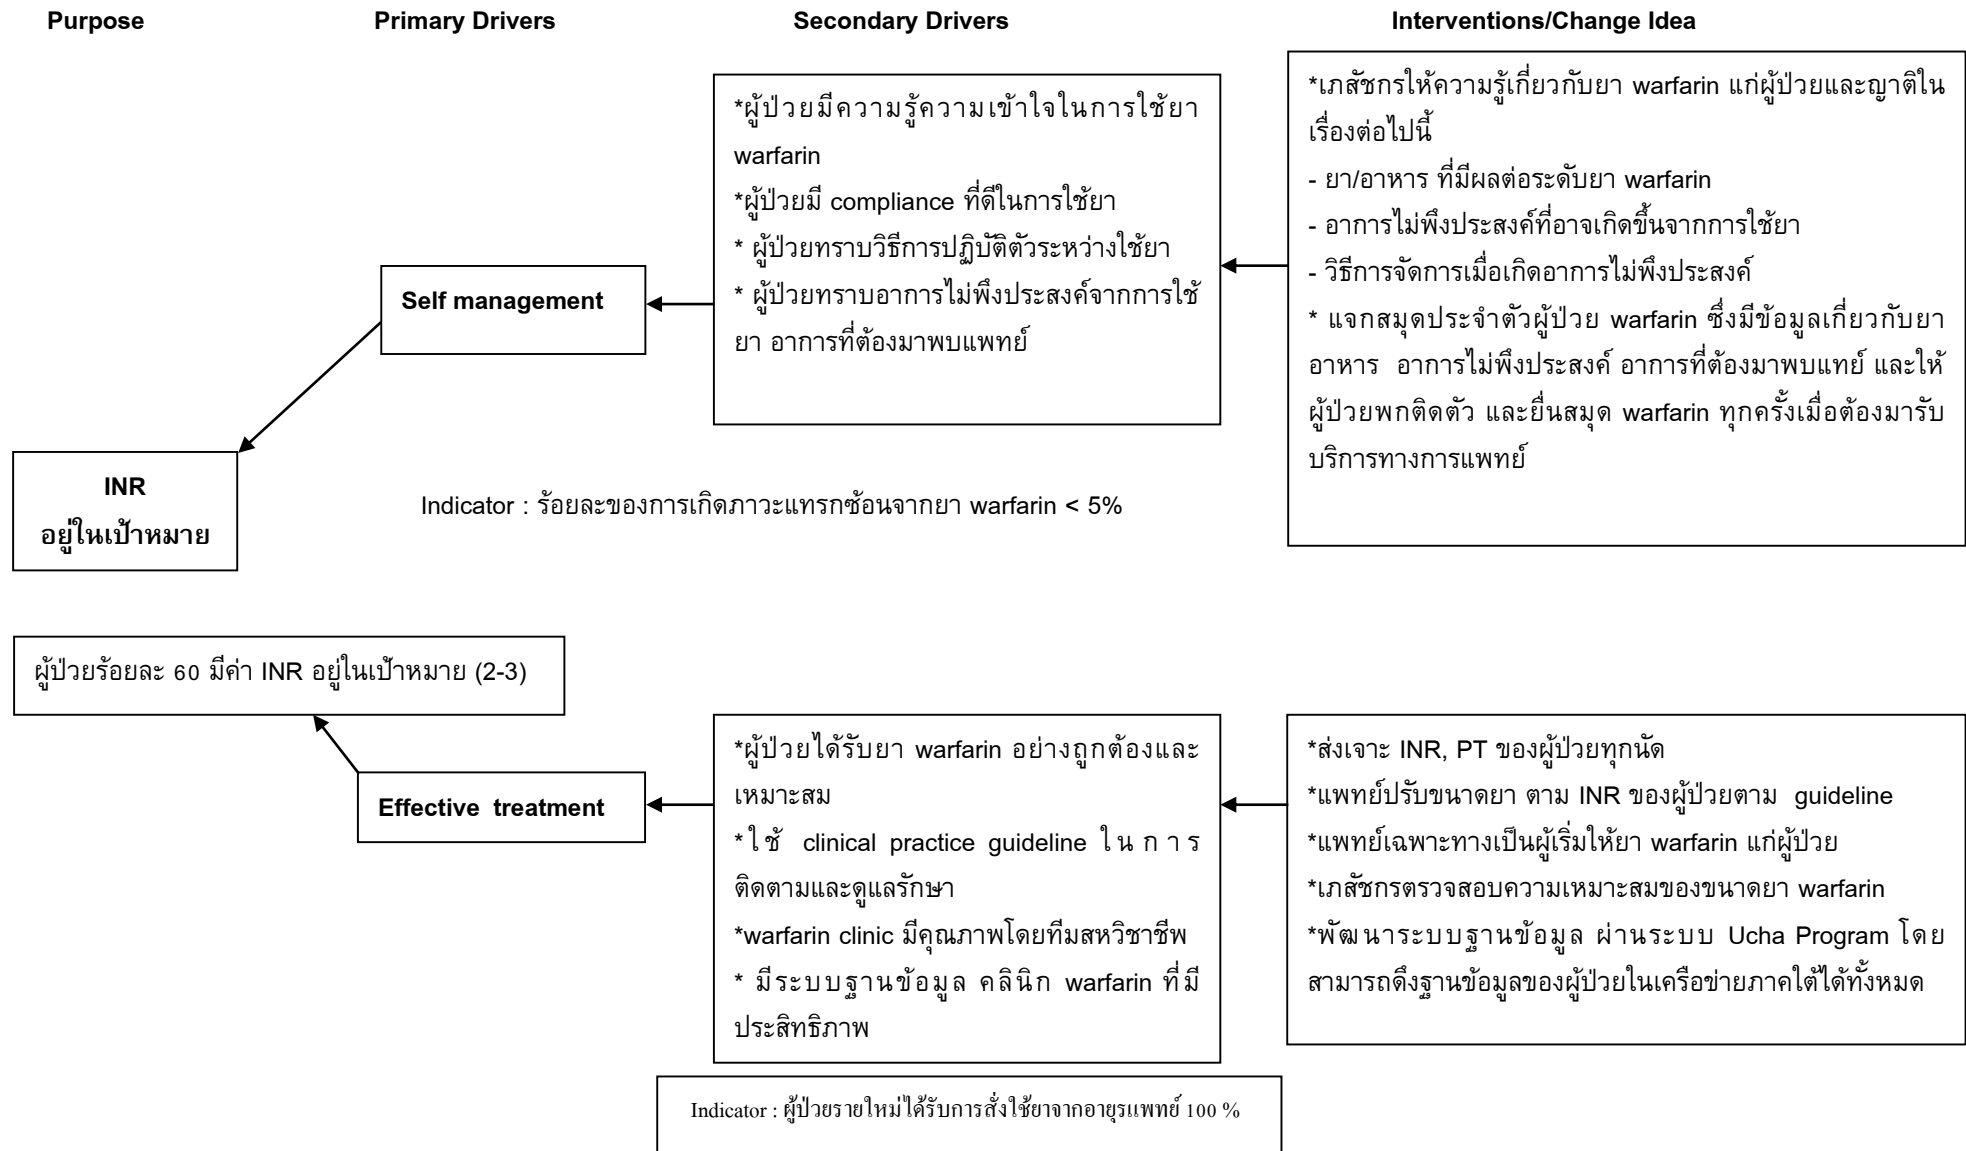 Purpose
Primary Drivers
Secondary Drivers
Interventions/Change Idea
*ผู้ป่วยมีความรู้ความเข้าใจในการใช้ยา
warfarin
*ผู้ป่วยมี compliance ที่ดีในการใช้ยา
* ผู้ป่วยทราบวิธีการปฏิบัติตัวระหว่างใช้ยา
* ผู้ป่วยทราบอาการไม่พึงประสงค์จากการใช้
ยา อาการที่ต้องมาพบแพทย์
*เภสัชกรให้ความรู้เกี่ยวกับยา warfarin แก่ผู้ป่วยและญาติใน
เรื่องต่อไปนี้
- ยา/อาหาร ที่มีผลต่อระดับยา warfarin
- อาการไม่พึงประสงค์ที่อาจเกิดขึ้นจากการใช้ยา
- วิธีการจัดการเมื่อเกิดอาการไม่พึงประสงค์
* แจกสมุดประจำตัวผู้ป่วย warfarin ซึ่งมีข้อมูลเกี่ยวกับยา
อาหาร อาการไม่พึงประสงค์ อาการที่ต้องมาพบแทย์ และให้
ผู้ป่วยพกติดตัว และยื่นสมุด warfarin ทุกครั้งเมื่อต้องมารับ
บริการทางการแพทย์
Self management
INR
อยู่ในเป้าหมาย
Indicator : ร้อยละของการเกิดภาวะแทรกซ้อนจากยา warfarin < 5%
ผู้ป่วยร้อยละ 60 มีค่า INR อยู่ในเป้าหมาย (2-3)
Effective treatment
*ผู้ป่วยได้รับยา warfarin อย่างถูกต้องและ
เหมาะสม
*ใช้ clinical practice guideline ในการ
ติดตามและดูแลรักษา
*warfarin clinic มีคุณภาพโดยทีมสหวิชาชีพ
* มีระบบฐานข้อมูล คลินิก warfarin ที่มี
ประสิทธิภาพ
*ส่งเจาะ INR, PT ของผู้ป่วยทุกนัด
*แพทย์ปรับขนาดยา ตาม INR ของผู้ป่วยตาม guideline
*แพทย์เฉพาะทางเป็นผู้เริ่มให้ยา warfarin แก่ผู้ป่วย
*เภสัชกรตรวจสอบความเหมาะสมของขนาดยา warfarin
*พัฒนาระบบฐานข้อมูล ผ่านระบบ Ucha Program โดย
สามารถดึงฐานข้อมูลของผู้ป่วยในเครือข่ายภาคใต้ได้ทั้งหมด
Indicator : ผู้ป่วยรายใหม่ได้รับการสั่งใช้ยาจากอายุรแพทย์ 100 %